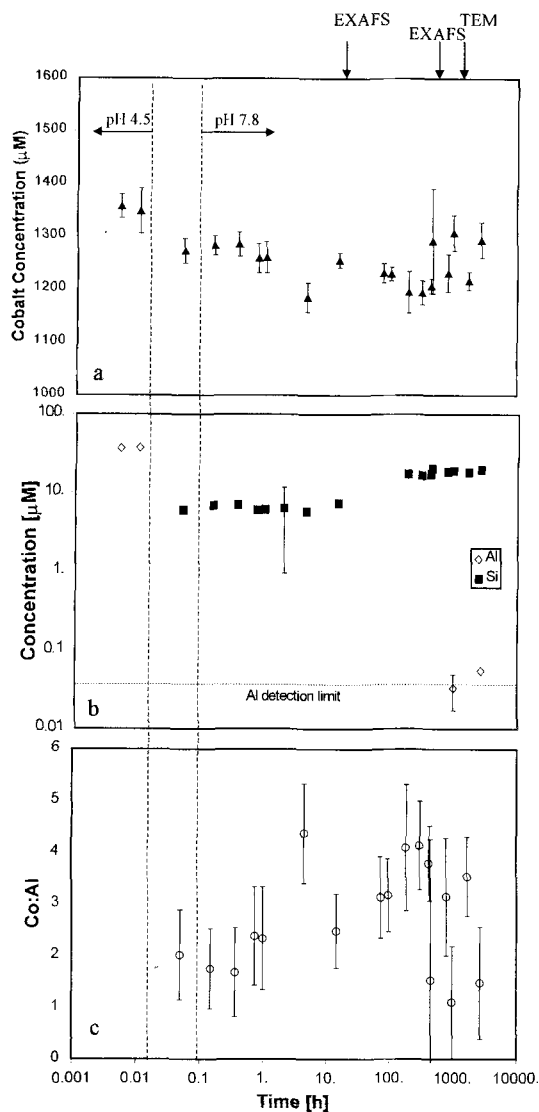 EXAFS TEM
EXAFS
1600
1500
1400
1300
1200
1100
1000
Cobalt Concentration (μM)
pH 4.5
pH 7.8
a
100.
10.
1.
0.1
0.01
Concentration [μM]
Al
Si
Al detection limit
b
6
5
4
3
2
1
0
Co:Al
c
0.001 0.01 0.1 1. 10. 100. 1000. 10000.
Time [h]